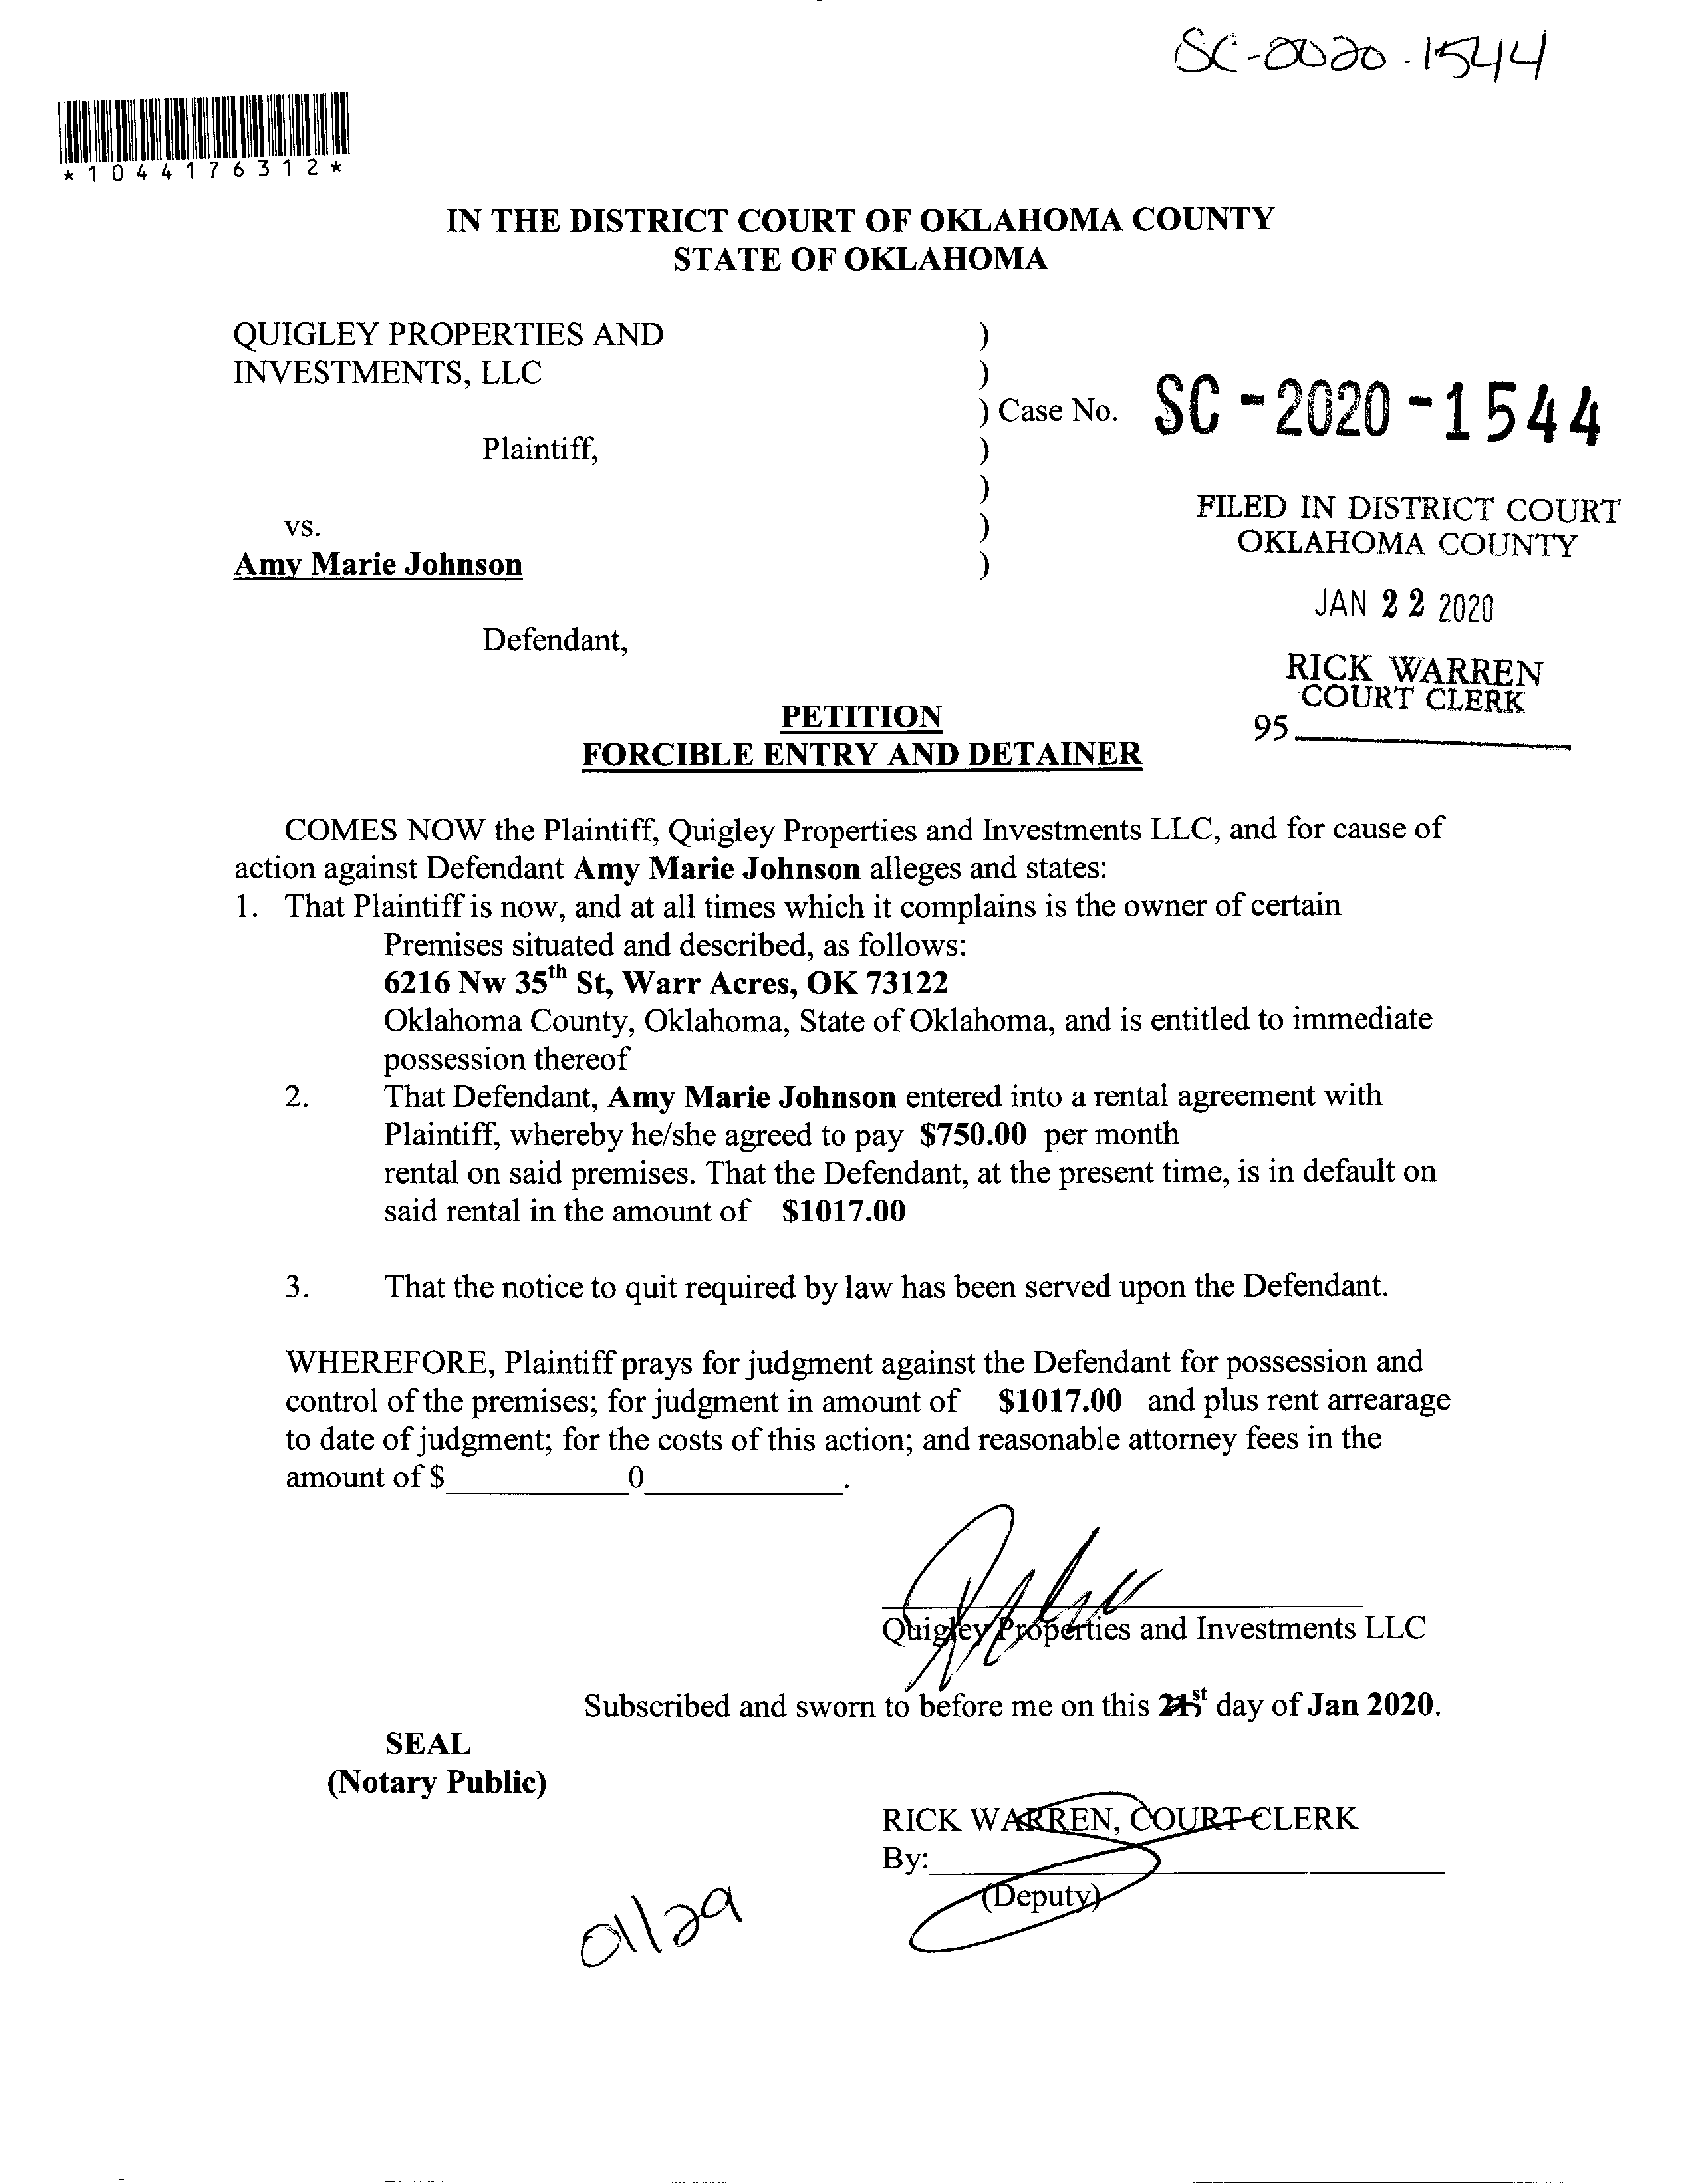 SC-2020-1544
*1044176312*
IN THE DISTRICT COURT OF OKLAHOMA COUNTY
STATE OF OKLAHOMA
QUIGLEY PROPERTIES AND )
INVESTMENTS, LLC )
) Case No. SC-2020-1544
Plaintiff, )
)
vs. )
Amy Marie Johnson )
FILED IN DISTRICT COURT
OKLAHOMA COUNTY
JAN 22 2020
Defendant,
RICK WARREN
COURT CLERK
95
PETITION
FORCIBLE ENTRY AND DETAINER
COMES NOW the Plaintiff, Quigley Properties and Investments LLC, and for cause of
action against Defendant Amy Marie Johnson alleges and states:
1. That Plaintiff is now, and at all times which it complains is the owner of certain
Premises situated and described, as follows:
6216 Nw 35th St, Warr Acres, OK 73122
Oklahoma County, Oklahoma, State of Oklahoma, and is entitled to immediate
possession thereof
2. That Defendant, Amy Marie Johnson entered into a rental agreement with
Plaintiff, whereby he/she agreed to pay $750.00 per month
rental on said premises. That the Defendant, at the present time, is in default on
said rental in the amount of $1017.00
3. That the notice to quit required by law has been served upon the Defendant.
WHEREFORE, Plaintiff prays for judgment against the Defendant for possession and
control of the premises; for judgment in amount of $1017.00 and plus rent arrearage
to date of judgment; for the costs of this action; and reasonable attorney fees in the
amount of $ 0 .
Quigley Properties and Investments LLC
Subscribed and sworn to before me on this day of Jan 2020.
SEAL
(Notary Public)
RICK WARREN, COURT CLERK
By:
(Deputy)
01/29